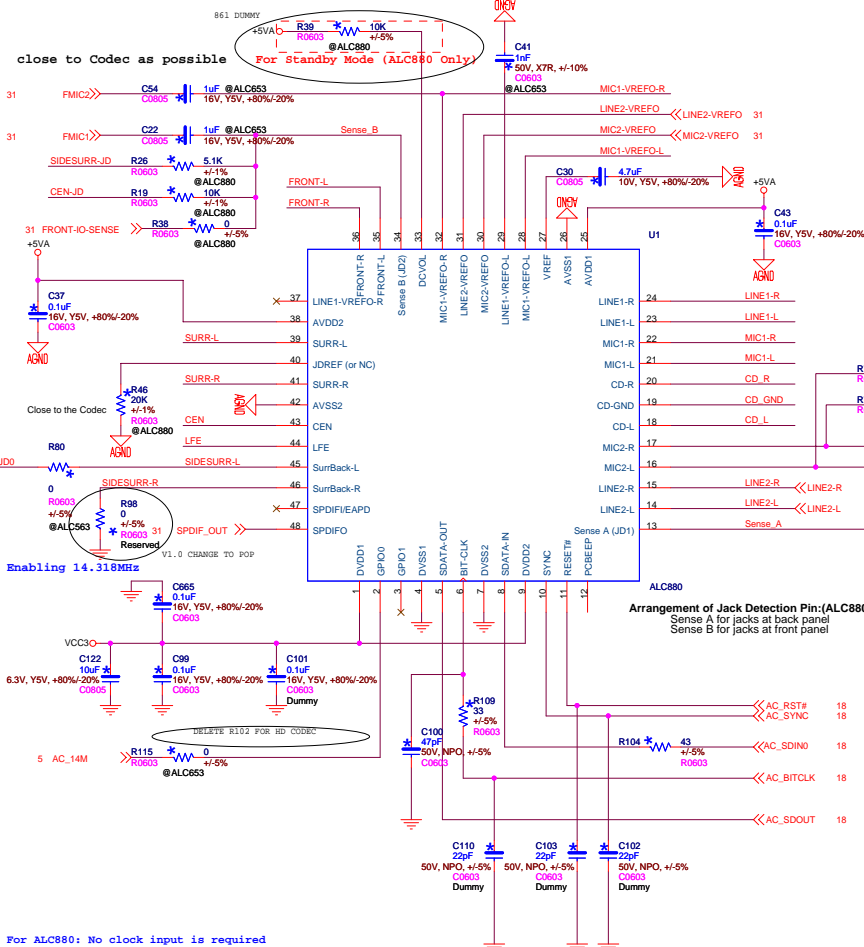 861 DUMMY
+5VA
R39
R0603
10K
+/-5%
@ALC880
For Standby Mode (ALC880 Only)
close to Codec as possible
AGND
C41
1nF
50V, X7R, +/-10%
C0603
@ALC653
31 FMIC2
C54
C0805
1uF @ALC653
16V, Y5V, +80%/-20%
MIC1-VREFO-R
LINE2-VREFO
LINE2-VREFO 31
31 FMIC1
C22
C0805
1uF @ALC653
16V, Y5V, +80%/-20%
Sense_B
MIC2-VREFO
MIC2-VREFO 31
MIC1-VREFO-L
SIDESURR-JD
R26
R0603
5.1K
+/-1%
@ALC880
CEN-JD
R19
R0603
10K
+/-1%
@ALC880
FRONT-L
FRONT-R
C30
C0805
4.7uF
10V, Y5V, +80%/-20%
AGND
AGND
+5VA
31 FRONT-IO-SENSE
R38
R0603
0
+/-5%
@ALC880
C43
0.1uF
16V, Y5V, +80%/-20%
C0603
AGND
+5VA
C37
0.1uF
16V, Y5V, +80%/-20%
C0603
AGND
U1
36 35 34 33 32 31 30 29 28 27 26 25
FRONT-R
FRONT-L
Sense B (JD2)
DCVOL
MIC1-VREFO-R
LINE2-VREFO
MIC2-VREFO
LINE1-VREFO-L
MIC1-VREFO-L
VREF
AVSS1
AVDD1
37 LINE1-VREFO-R
38 AVDD2
SURR-L 39 SURR-L
40 JDREF (or NC)
SURR-R 41 SURR-R
AGND 42 AVSS2
CEN 43 CEN
LFE 44 LFE
SIDESURR-L 45 SurrBack-L
SIDESURR-R 46 SurrBack-R
47 SPDIFI/EAPD
31 SPDIF_OUT 48 SPDIFO
LINE1-R 24 LINE1-R
LINE1-L 23 LINE1-L
MIC1-R 22 MIC1-R
MIC1-L 21 MIC1-L
CD-R 20 CD_R
CD-GND 19 CD_GND
CD-L 18 CD_L
MIC2-R 17
MIC2-L 16
LINE2-R 15 LINE2-R LINE2-R
LINE2-L 14 LINE2-L LINE2-L
Sense A (JD1) 13 Sense_A
R
R
R
R
Close to the Codec
R46
20K
+/-1%
R0603
@ALC880
AGND
JD0
R80
0
R0603
+/-5%
@ALC563
R98
0
+/-5%
R0603
Reserved
V1.0 CHANGE TO POP
Enabling 14.318MHz
DVDD1
GPIO0
GPIO1
DVSS1
SDATA-OUT
BIT-CLK
DVSS2
SDATA-IN
DVDD2
SYNC
RESET#
PCBEEP
1 2 3 4 5 6 7 8 9 10 11 12
ALC880
Arrangement of Jack Detection Pin:(ALC880
Sense A for jacks at back panel
Sense B for jacks at front panel
C665
0.1uF
16V, Y5V, +80%/-20%
C0603
VCC3
C122
10uF
6.3V, Y5V, +80%/-20%
C0805
C99
0.1uF
16V, Y5V, +80%/-20%
C0603
C101
0.1uF
16V, Y5V, +80%/-20%
C0603
Dummy
DELETE R102 FOR HD CODEC
5 AC_14M
R115
R0603
0
+/-5%
@ALC653
C100
47pF
50V, NPO, +/-5%
C0603
R109
33
+/-5%
R0603
R104
43
+/-5%
R0603
AC_RST# 18
AC_SYNC 18
AC_SDIN0 18
AC_BITCLK 18
AC_SDOUT 18
C110
22pF
50V, NPO, +/-5%
C0603
Dummy
C103
22pF
50V, NPO, +/-5%
C0603
Dummy
C102
22pF
50V, NPO, +/-5%
C0603
Dummy
For ALC880: No clock input is required